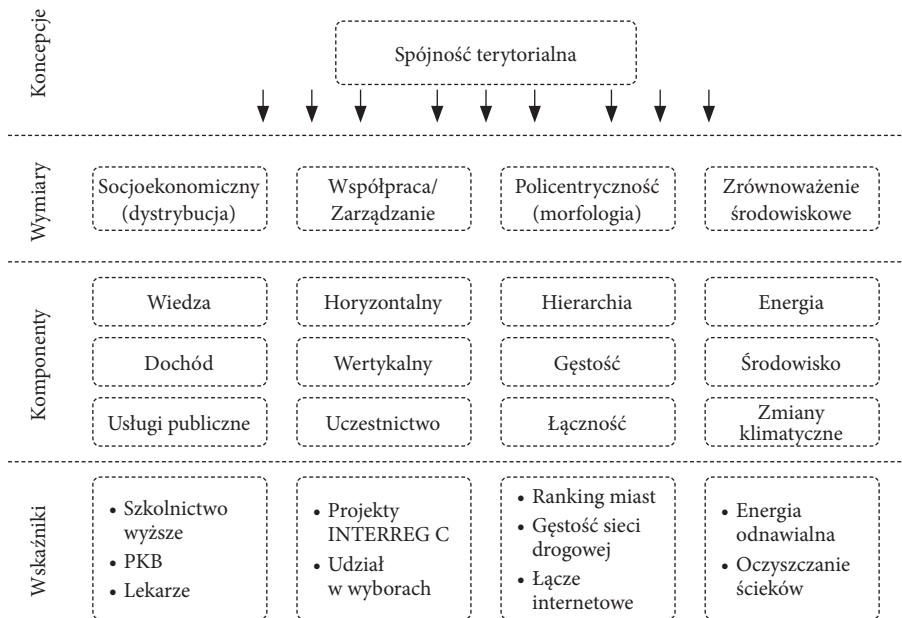 Koncepcje
Spójność terytorialna
Wymiary
Socjoekonomiczny
(dystrybucja)
Współpraca/
Zarządzanie
Policentryczność
(morfologia)
Zrównoważenie
środowiskowe
Komponenty
Wiedza
Horyzontalny
Hierarchia
Energia
Dochód
Wertykalny
Gęstość
Środowisko
Usługi publiczne
Uczestnictwo
Łączność
Zmiany
klimatyczne
Wskaźniki
• Szkolnictwo
wyższe
• PKB
• Lekarze
• Projekty
INTERREG C
• Udział
w wyborach
• Ranking miast
• Gęstość sieci
drogowej
• Łącze
internetowe
• Energia
odnawialna
• Oczyszczanie
ścieków